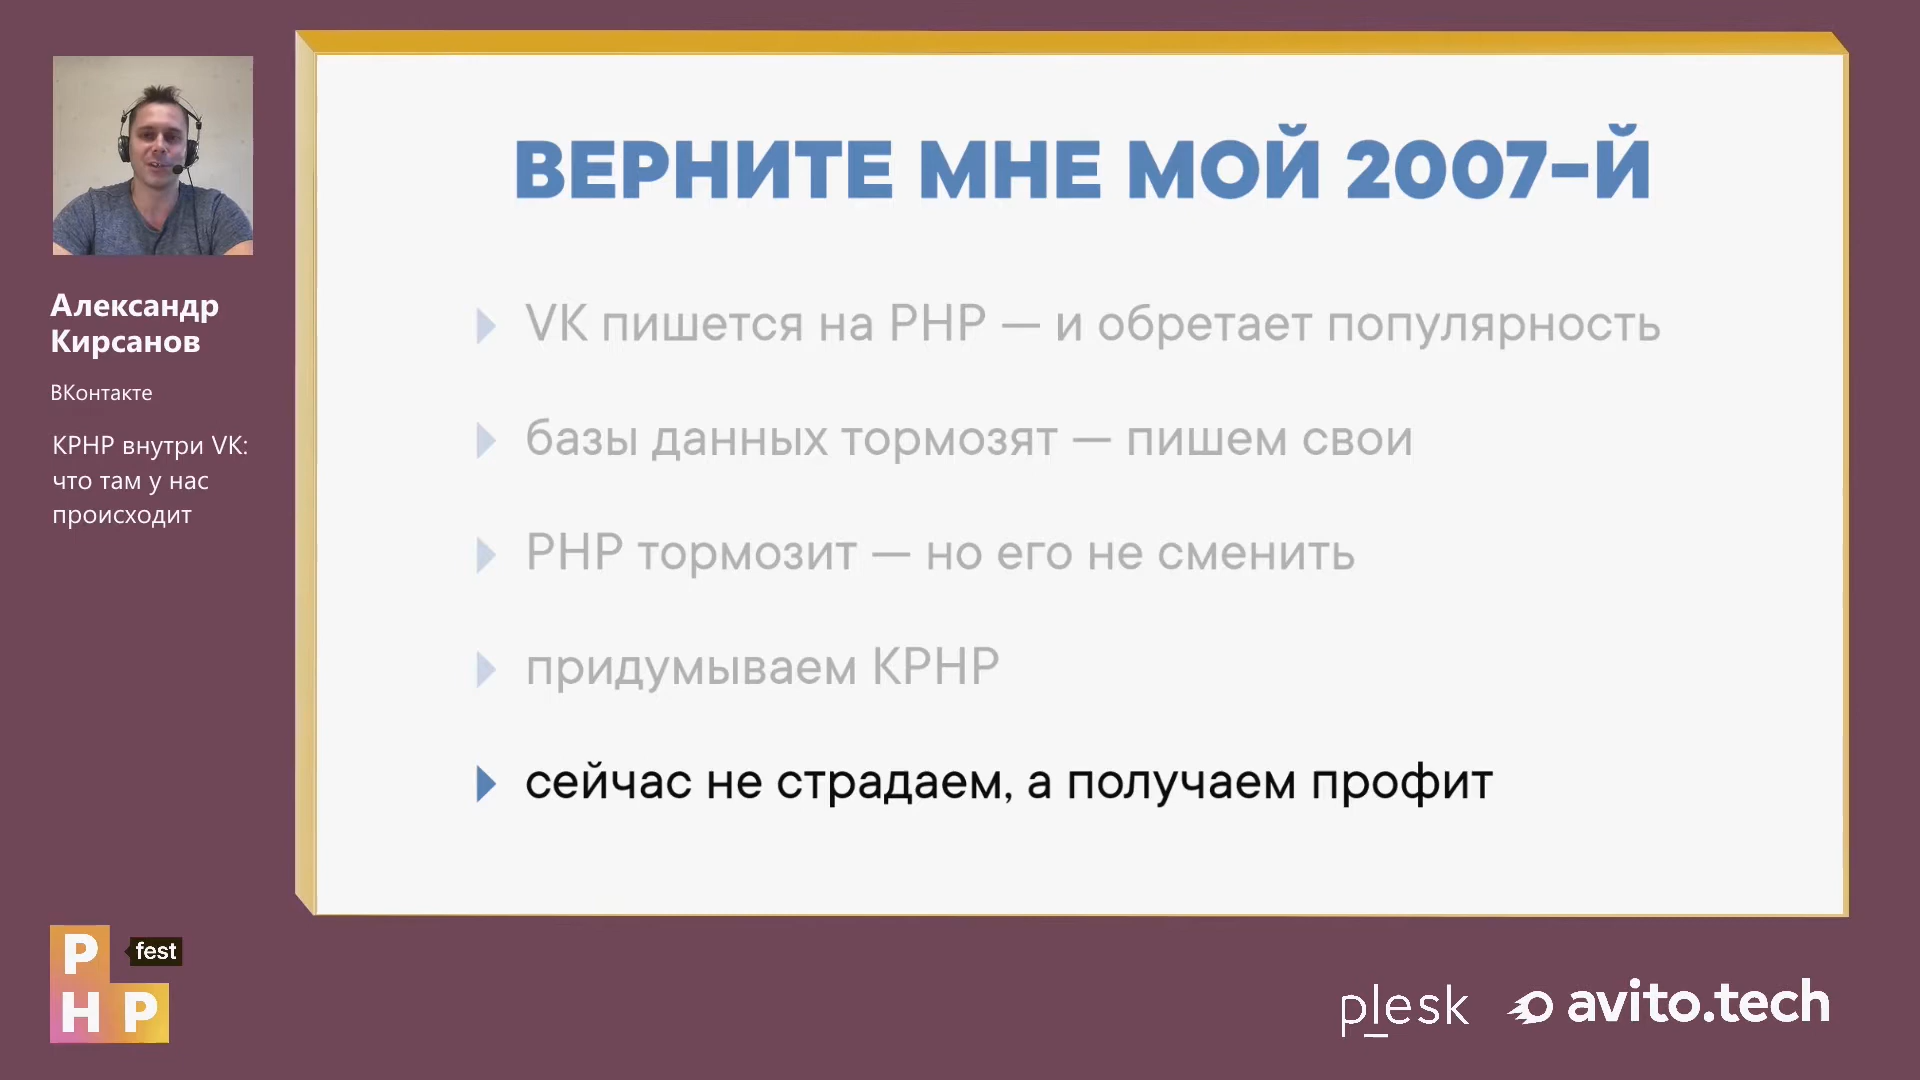 Александр
Кирсанов
ВКонтакте
KPHP внутри VK:
что там у нас
происходит
ВЕРНИТЕ МНЕ МОЙ 2007-Й
VK пишется на PHP — и обретает популярность
базы данных тормозят — пишем свои
PHP тормозит — но его не сменить
придумываем KPHP
сейчас не страдаем, а получаем профит
P
fest
H P
plesk
avito.tech